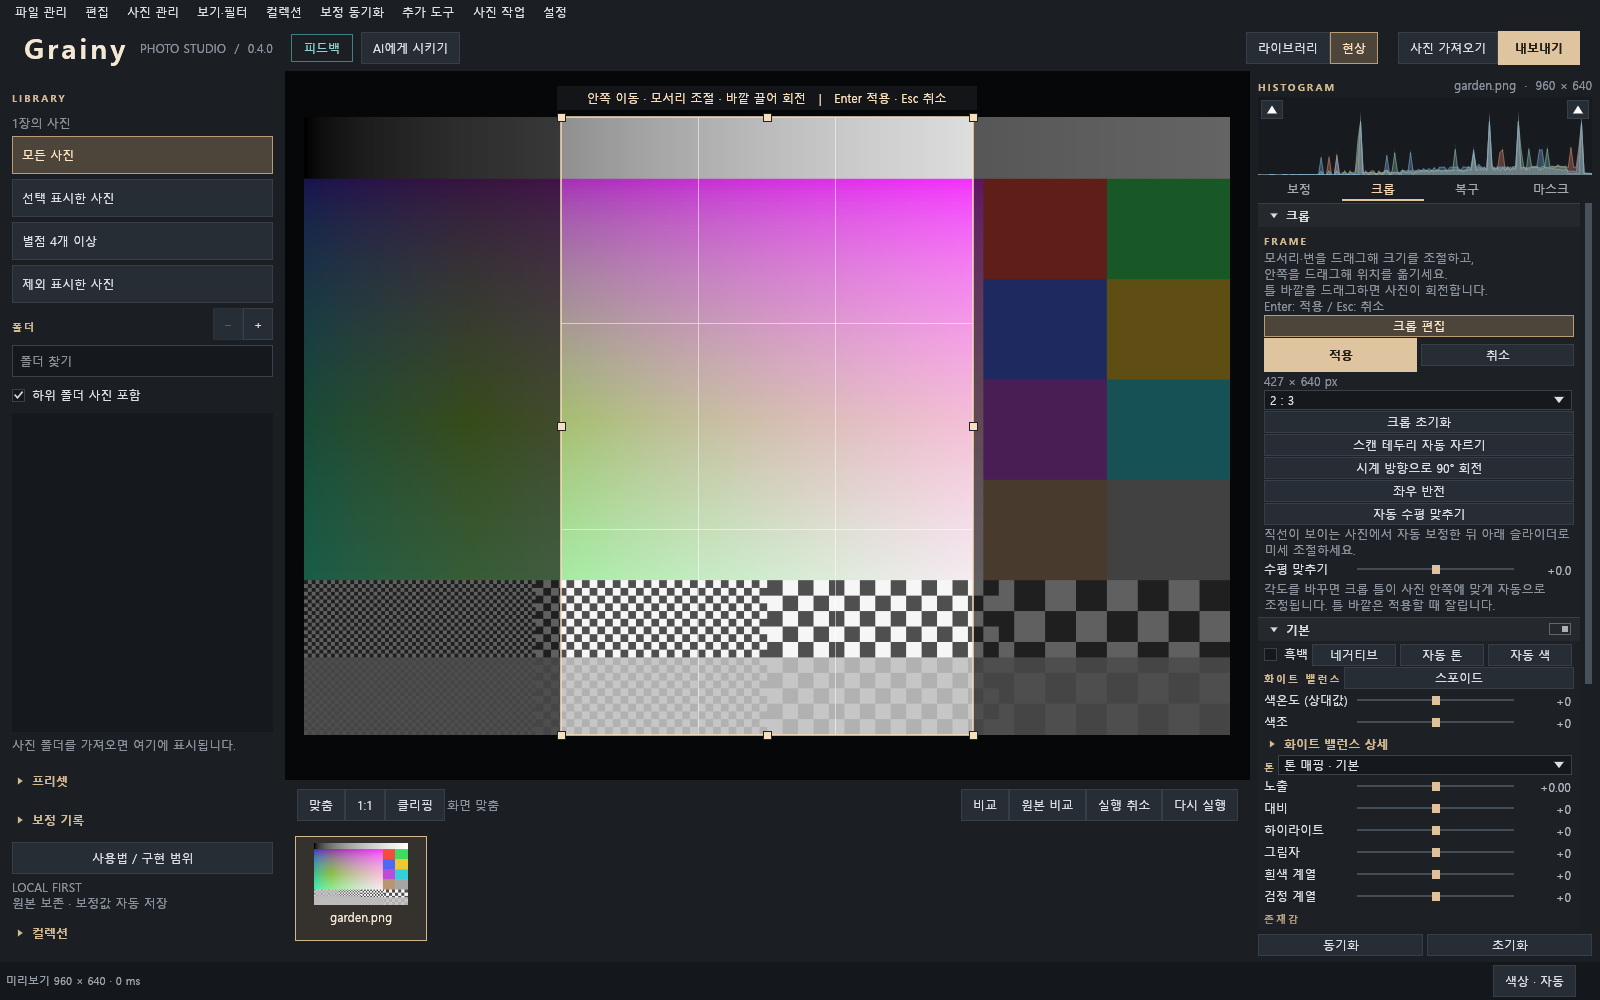 파일 관리 편집 사진 관리 보기·필터 컬렉션 보정 동기화 추가 도구 사진 작업 설정
Grainy PHOTO STUDIO / 0.4.0 피드백 AI에게 시키기 라이브러리 현상 사진 가져오기 내보내기
LIBRARY
1장의 사진
모든 사진
선택 표시한 사진
별점 4개 이상
제외 표시한 사진
폴더 − +
폴더 찾기
하위 폴더 사진 포함
사진 폴더를 가져오면 여기에 표시됩니다.
프리셋
보정 기록
사용법 / 구현 범위
LOCAL FIRST
원본 보존 · 보정값 자동 저장
컬렉션
안쪽 이동 · 모서리 조절 · 바깥 끌어 회전 | Enter 적용 · Esc 취소
맞춤 1:1 클리핑 화면 맞춤 비교 원본 비교 실행 취소 다시 실행
garden.png
HISTOGRAM garden.png · 960 × 640
보정 크롭 복구 마스크
크롭
FRAME
모서리·변을 드래그해 크기를 조절하고,
안쪽을 드래그해 위치를 옮기세요.
틀 바깥을 드래그하면 사진이 회전합니다.
Enter: 적용 / Esc: 취소
크롭 편집
적용 취소
427 × 640 px
2 : 3
크롭 초기화
스캔 테두리 자동 자르기
시계 방향으로 90° 회전
좌우 반전
자동 수평 맞추기
직선이 보이는 사진에서 자동 보정한 뒤 아래 슬라이더로
미세 조절하세요.
수평 맞추기 +0.0
각도를 바꾸면 크롭 틀이 사진 안쪽에 맞게 자동으로
조정됩니다. 틀 바깥은 적용할 때 잘립니다.
기본
흑백 네거티브 자동 톤 자동 색
화이트 밸런스 스포이드
색온도 (상대값) +0
색조 +0
화이트 밸런스 상세
톤 톤 매핑 · 기본
노출 +0.00
대비 +0
하이라이트 +0
그림자 +0
흰색 계열 +0
검정 계열 +0
존재감
동기화 초기화
미리보기 960 × 640 · 0 ms 색상 · 자동